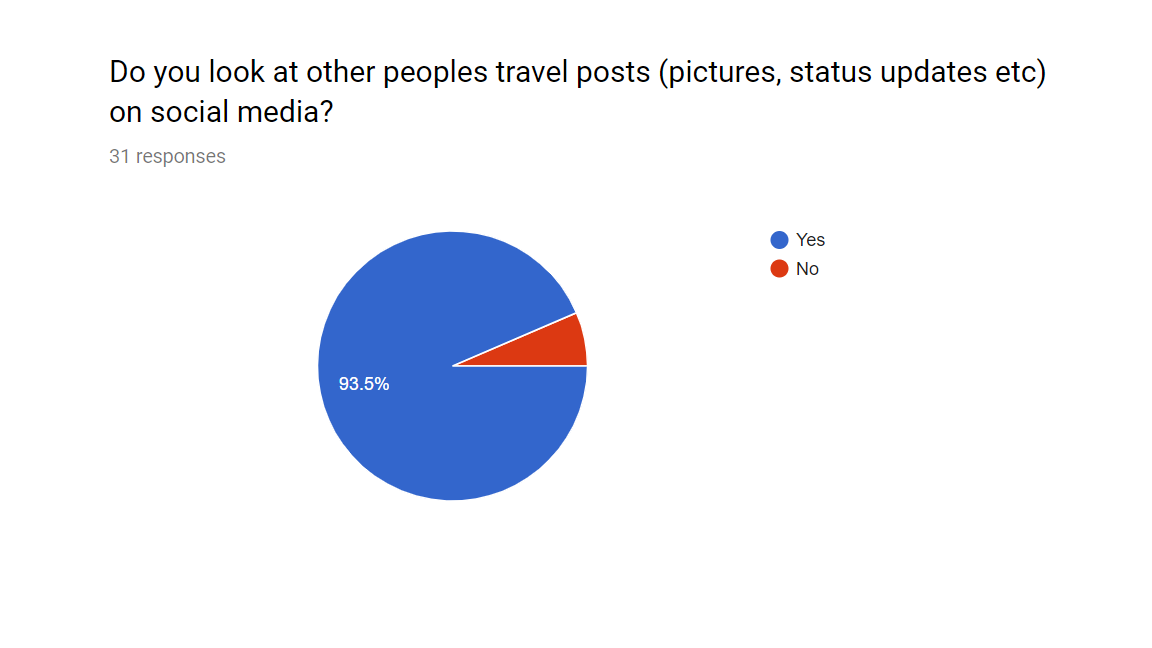 Do you look at other peoples travel posts (pictures, status updates etc)
on social media?
31 responses
Yes
No
93.5%